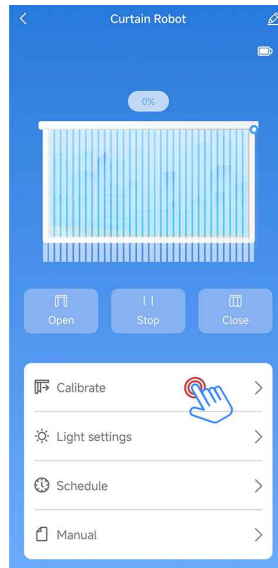 Curtain Robot
0%
Open Stop Close
Calibrate
Light settings
Schedule
Manual